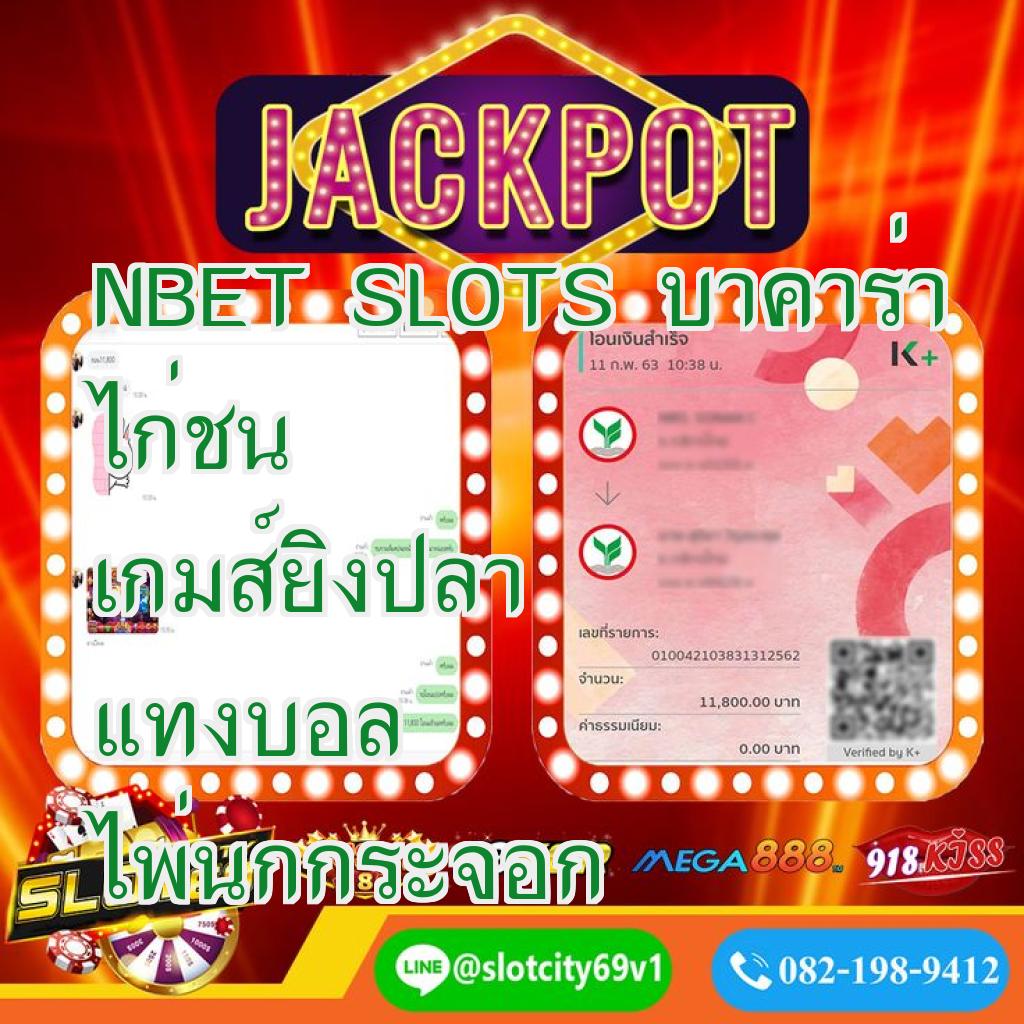 JACKPOT
NBET SLOTS บาคาร่า
ไก่ชน
เกมส์ยิงปลา
แทงบอล
ไพ่นกกระจอก
โอนเงินสำเร็จ
11 ก.พ. 63 10:38 น.
K+
เลขที่รายการ:
010042103831312562
จำนวน:
11,800.00 บาท
ค่าธรรมเนียม:
0.00 บาท
Verified by K+
MEGA888
918KISS
LINE @slotcity69v1
082-198-9412